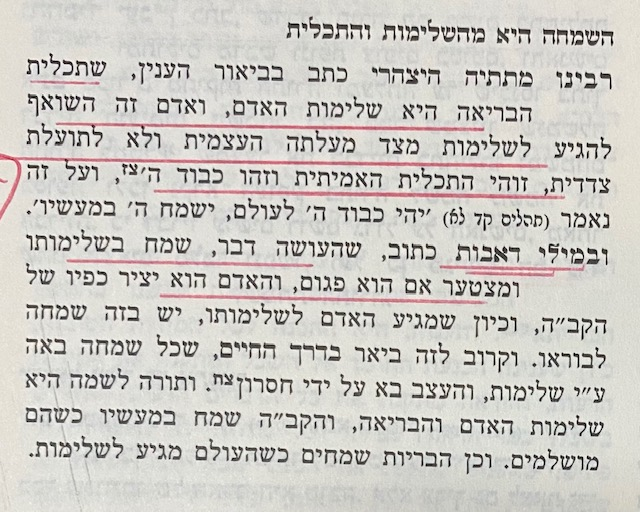 השמחה היא מהשלימות והתכלית
רבינו מתתיה היצהרי כתב בביאור הענין, שתכלית
הבריאה היא שלימות האדם, ואדם זה השואף
להגיע לשלימות מצד מעלתה העצמית ולא לתועלת
צדדית, זוהי התכלית האמיתית וזהו כבוד ה'צז, ועל זה
נאמר (תהלים קד לא) 'יהי כבוד ה' לעולם, ישמח ה' במעשיו'.
ובמילי דאבות כתוב, שהעושה דבר, שמח בשלימותו
ומצטער אם הוא פגום, והאדם הוא יציר כפיו של
הקב"ה, וכיון שמגיע האדם לשלימותו, יש בזה שמחה
לבוראו. וקרוב לזה ביאר בדרך החיים, שכל שמחה באה
ע"י שלימות, והעצב בא על ידי חסרוןצח. ותורה לשמה היא
שלימות האדם והבריאה, והקב"ה שמח במעשיו כשהם
מושלמים. וכן הבריות שמחים כשהעולם מגיע לשלימות.